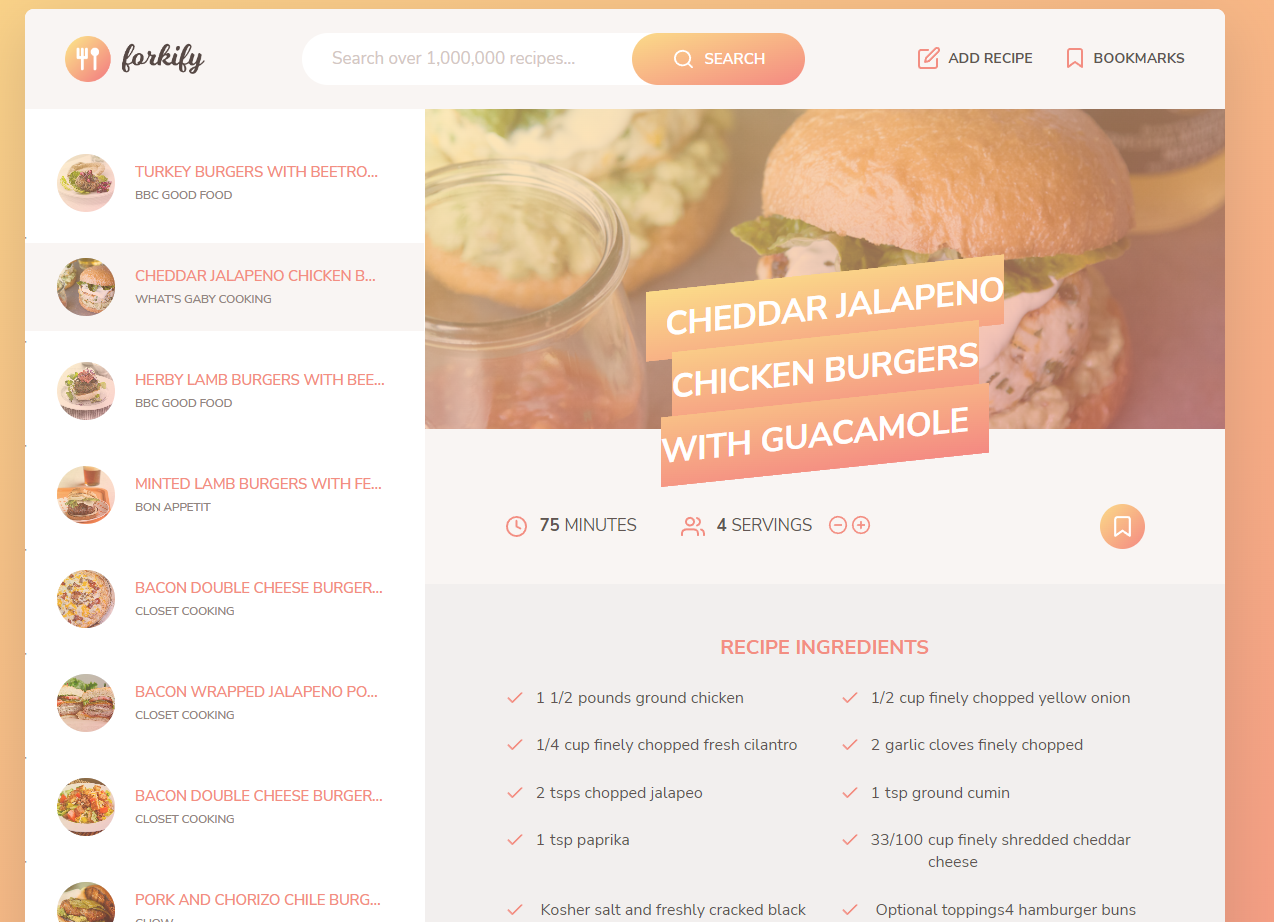 forkify
Search over 1,000,000 recipes...
SEARCH
ADD RECIPE
BOOKMARKS
TURKEY BURGERS WITH BEETRO...
BBC GOOD FOOD
CHEDDAR JALAPENO CHICKEN B...
WHAT'S GABY COOKING
HERBY LAMB BURGERS WITH BEE...
BBC GOOD FOOD
MINTED LAMB BURGERS WITH FE...
BON APPETIT
BACON DOUBLE CHEESE BURGER...
CLOSET COOKING
BACON WRAPPED JALAPENO PO...
CLOSET COOKING
BACON DOUBLE CHEESE BURGER...
CLOSET COOKING
PORK AND CHORIZO CHILE BURG...
CHEDDAR JALAPENO
CHICKEN BURGERS
WITH GUACAMOLE
75 MINUTES
4 SERVINGS
RECIPE INGREDIENTS
1 1/2 pounds ground chicken
1/2 cup finely chopped yellow onion
1/4 cup finely chopped fresh cilantro
2 garlic cloves finely chopped
2 tsps chopped jalapeo
1 tsp ground cumin
1 tsp paprika
33/100 cup finely shredded cheddar
cheese
Kosher salt and freshly cracked black
Optional toppings4 hamburger buns